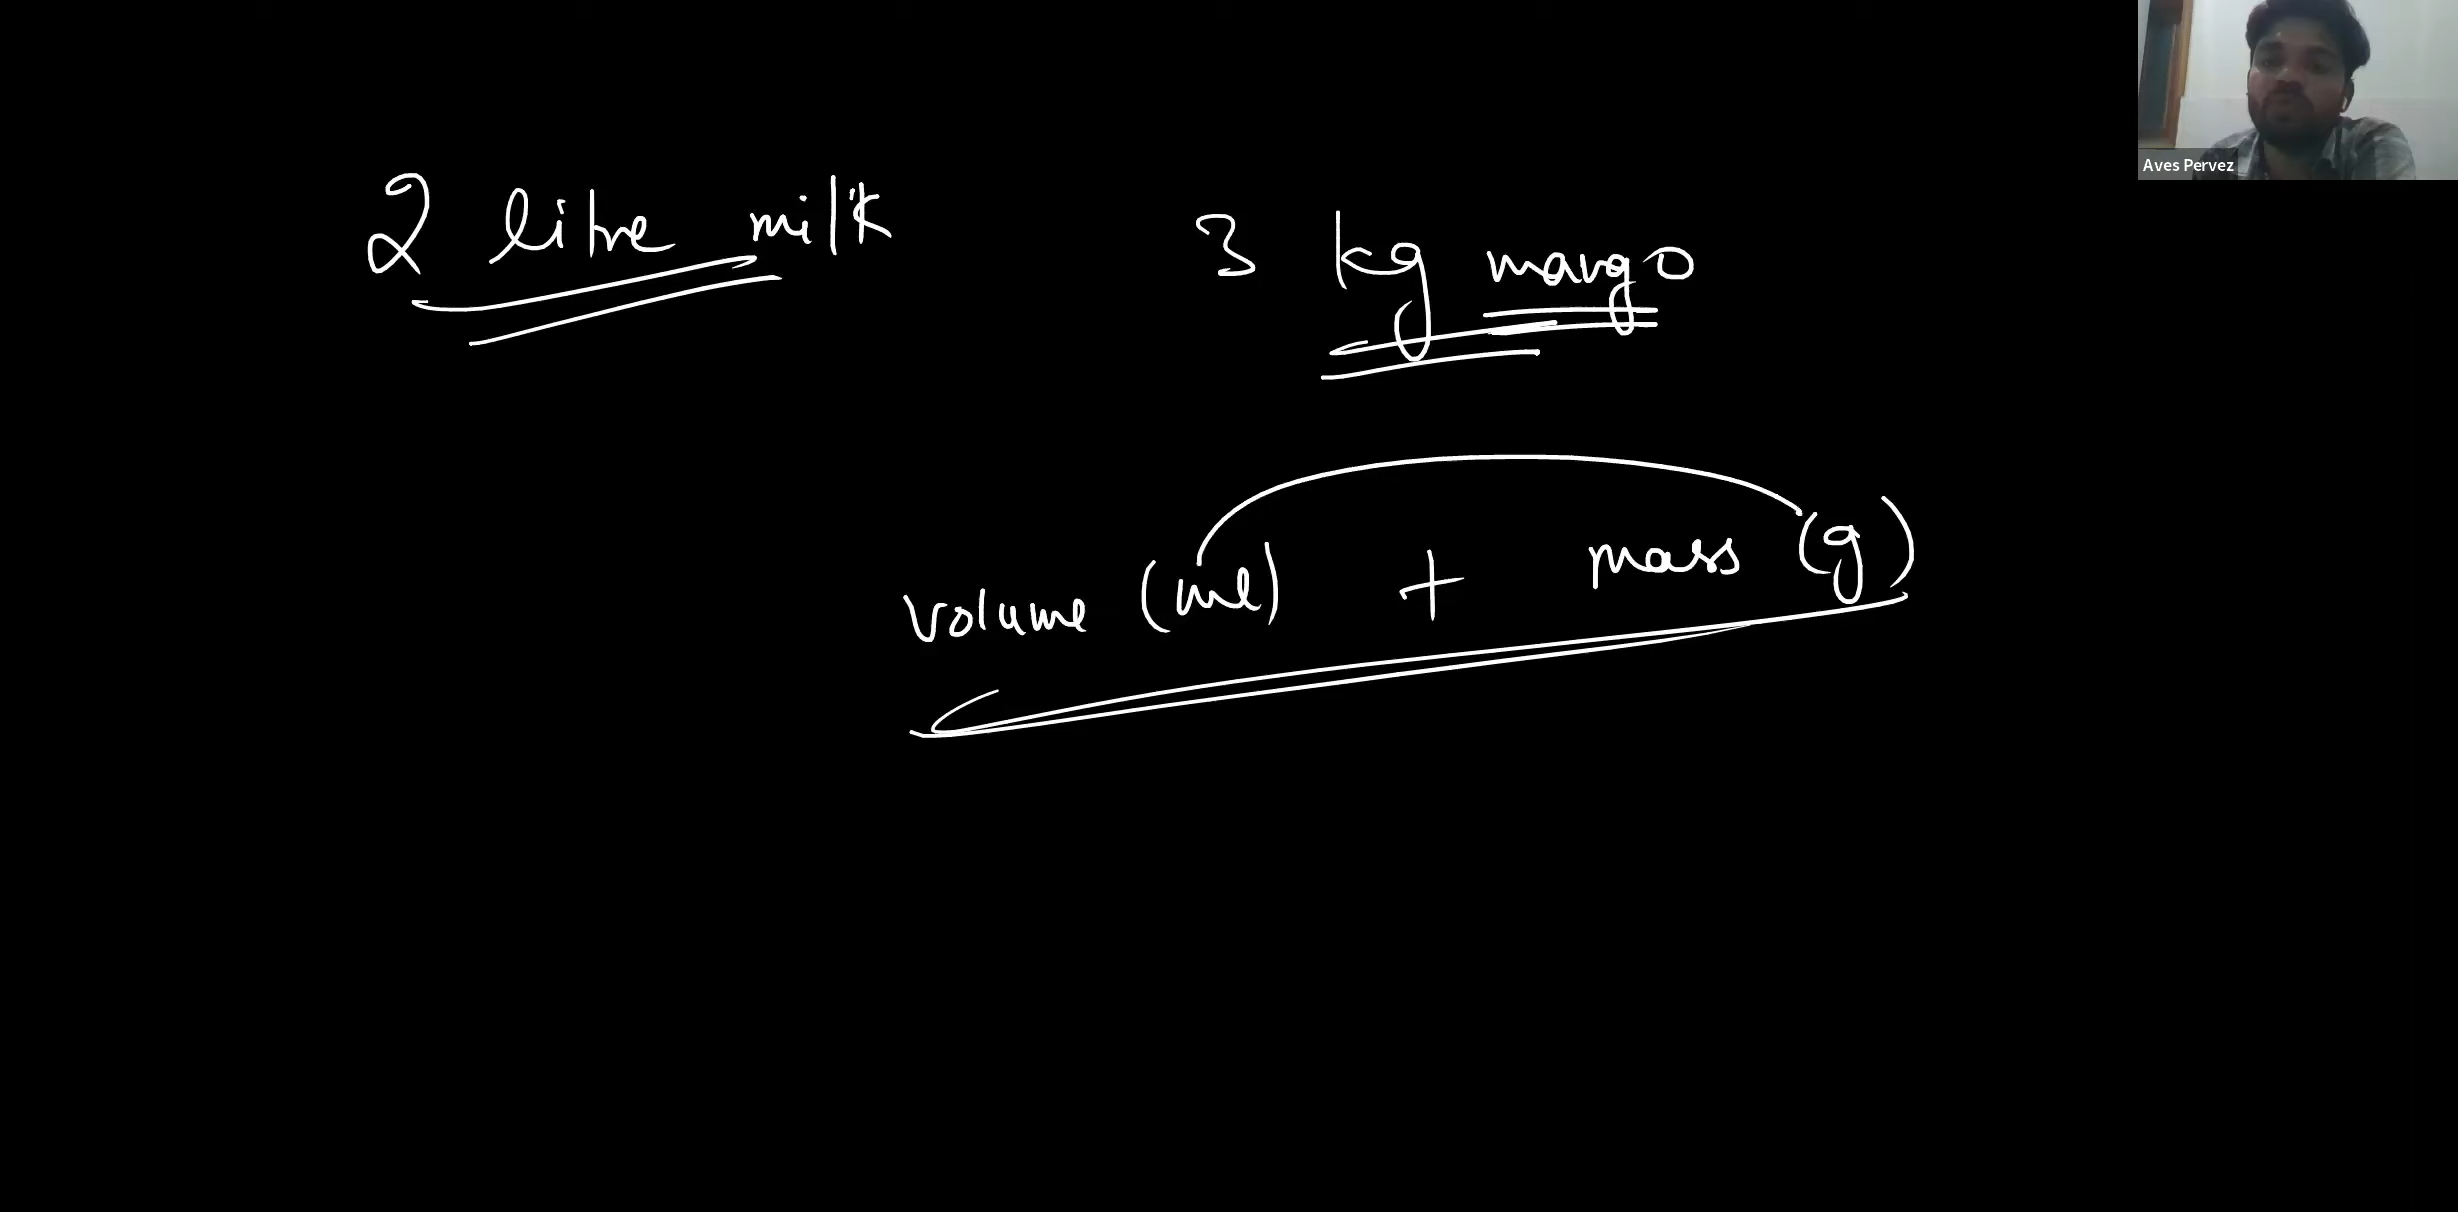 Aves Pervez
2 litre milk
3 kg mango
volume (ml) + mass (g)